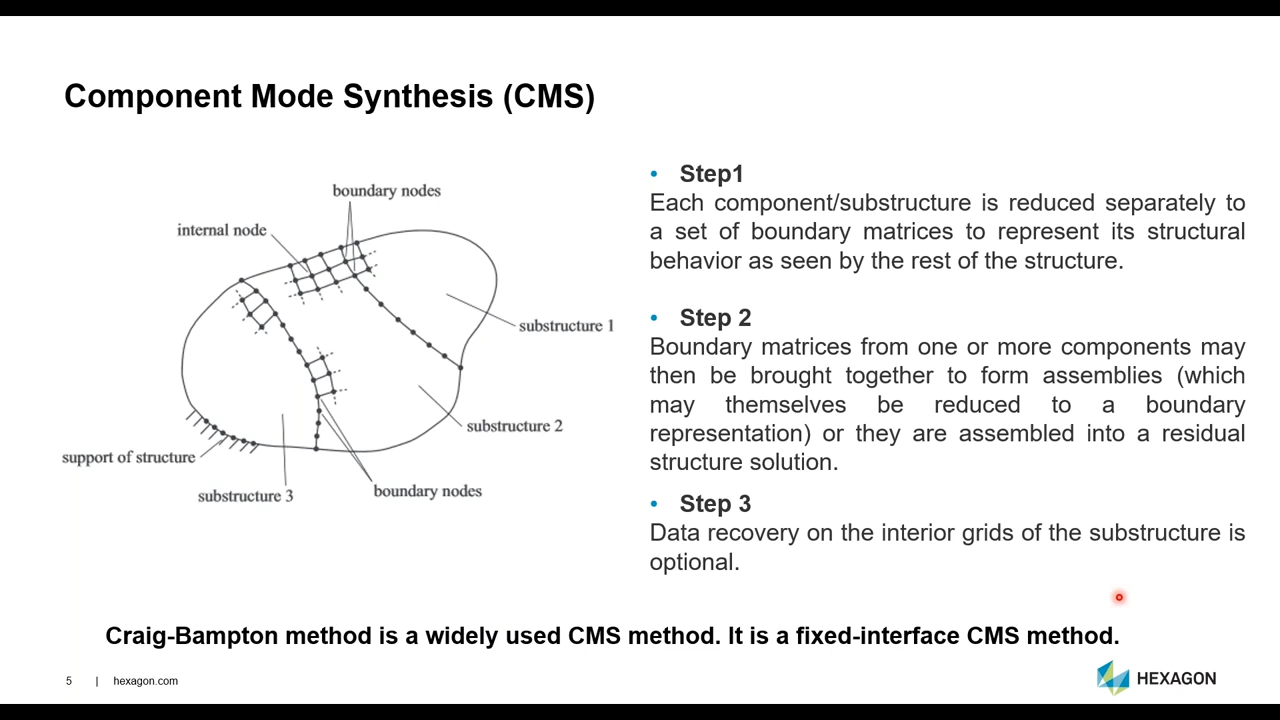 Component Mode Synthesis (CMS)
boundary nodes
internal node
substructure 1
substructure 2
support of structure
substructure 3
boundary nodes
• Step1
Each component/substructure is reduced separately to
a set of boundary matrices to represent its structural
behavior as seen by the rest of the structure.
• Step 2
Boundary matrices from one or more components may
then be brought together to form assemblies (which
may themselves be reduced to a boundary
representation) or they are assembled into a residual
structure solution.
• Step 3
Data recovery on the interior grids of the substructure is
optional.
Craig-Bampton method is a widely used CMS method. It is a fixed-interface CMS method.
5 | hexagon.com
HEXAGON